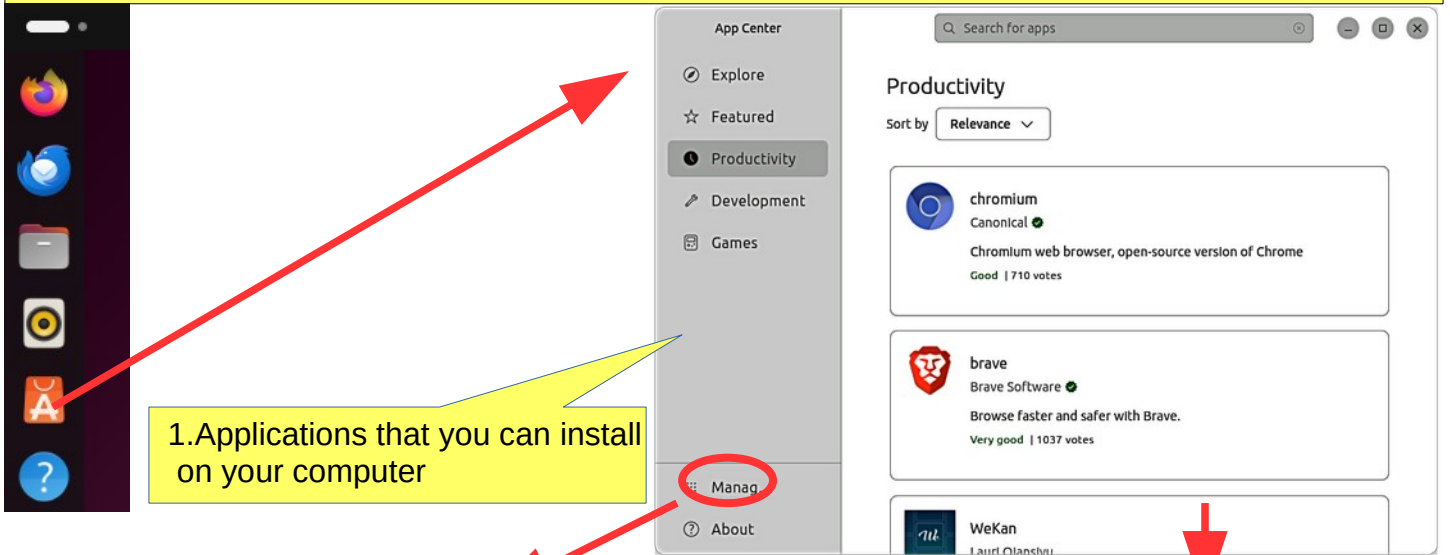 App Center
Search for apps
Explore
Featured
Productivity
Development
Games
Manag
About
Productivity
Sort by Relevance
chromium
Canonical
Chromium web browser, open-source version of Chrome
Good | 710 votes
brave
Brave Software
Browse faster and safer with Brave.
Very good | 1037 votes
WeKan
1.Applications that you can install
on your computer